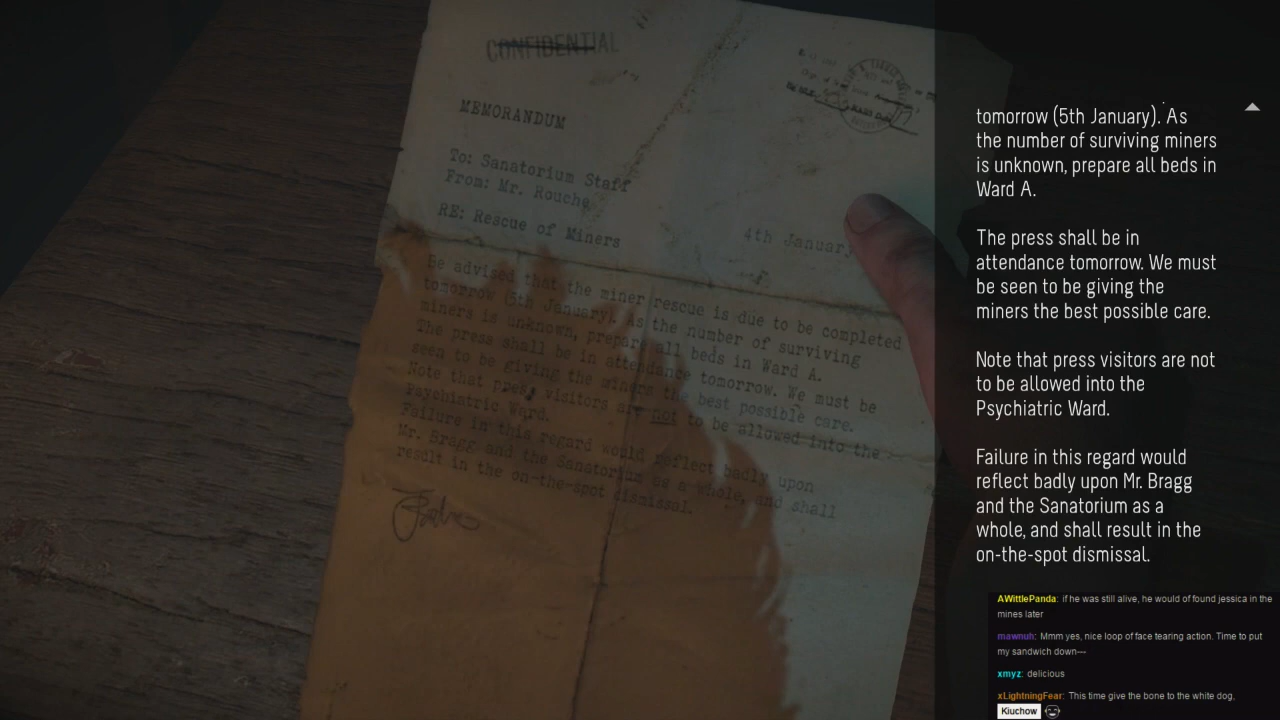 CONFIDENTIAL
MEMORANDUM
To: Sanatorium Staff
From: Mr. Rouche
RE: Rescue of Miners
4th January
Be advised that the miner rescue is due to be completed
tomorrow (5th January). As the number of surviving
miners is unknown, prepare all beds in Ward A.
The press shall be in attendance tomorrow. We must be
seen to be giving the miners the best possible care.
Note that press visitors are not to be allowed into the
Psychiatric Ward.
Failure in this regard would reflect badly upon
Mr. Bragg and the Sanatorium as a whole, and shall
result in the on-the-spot dismissal.
tomorrow (5th January). As
the number of surviving miners
is unknown, prepare all beds in
Ward A.
The press shall be in
attendance tomorrow. We must
be seen to be giving the
miners the best possible care.
Note that press visitors are not
to be allowed into the
Psychiatric Ward.
Failure in this regard would
reflect badly upon Mr. Bragg
and the Sanatorium as a
whole, and shall result in the
on-the-spot dismissal.
AWittlePanda: if he was still alive, he would of found jessica in the
mines later
mawnuh: Mmm yes, nice loop of face tearing action. Time to put
my sandwich down---
xmyz: delicious
xLightningFear: This time give the bone to the white dog,
Kiuchow